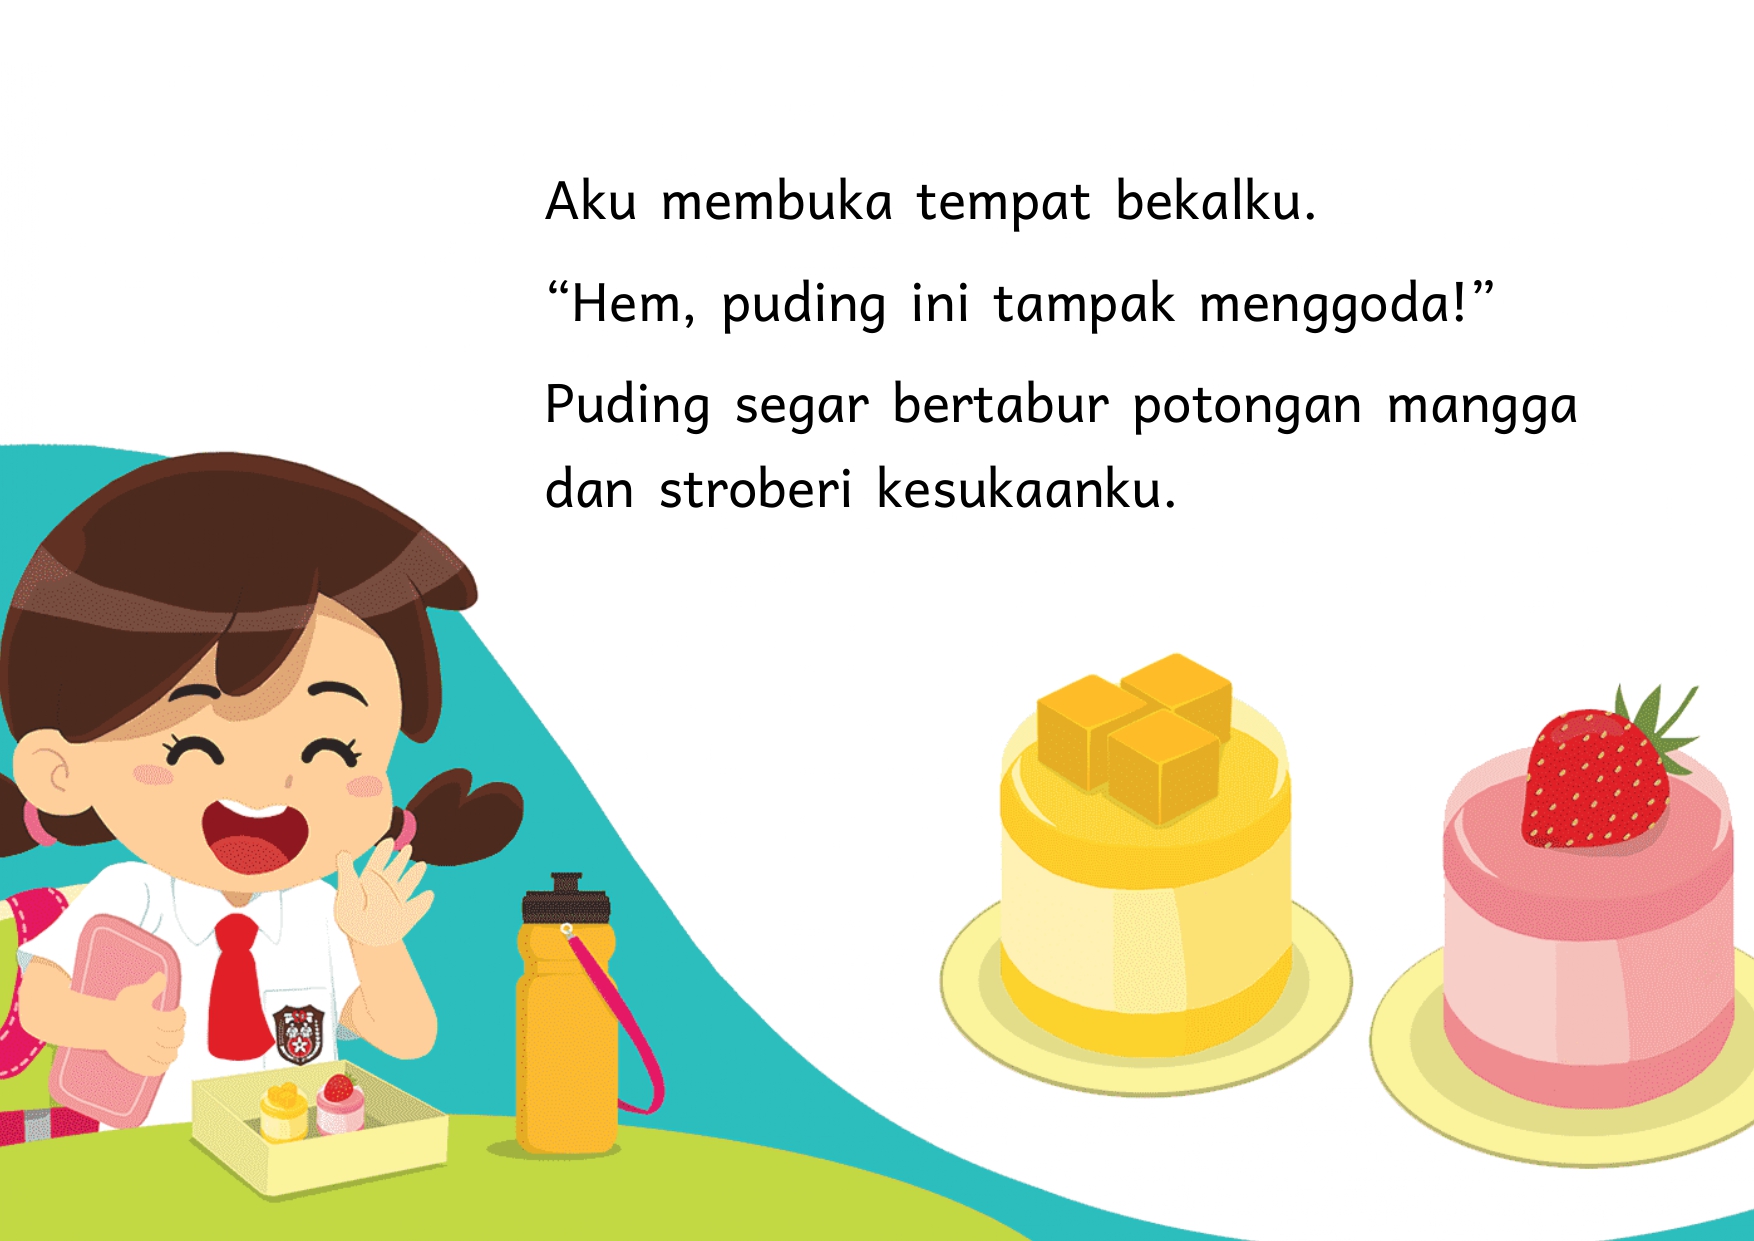 Aku membuka tempat bekalku.
“Hem, puding ini tampak menggoda!”
Puding segar bertabur potongan mangga
dan stroberi kesukaanku.